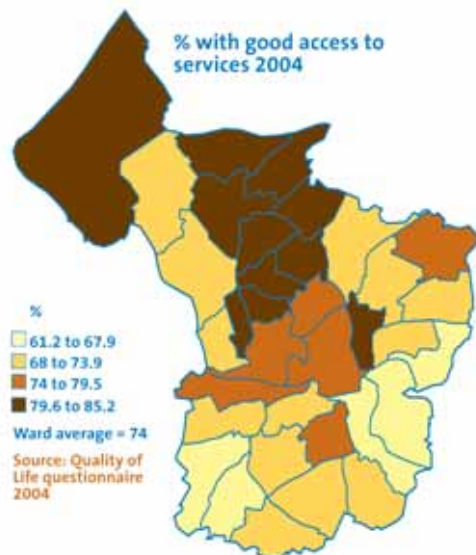 % with good access to
services 2004
%
61.2 to 67.9
68 to 73.9
74 to 79.5
79.6 to 85.2
Ward average = 74
Source: Quality of
Life questionnaire
2004